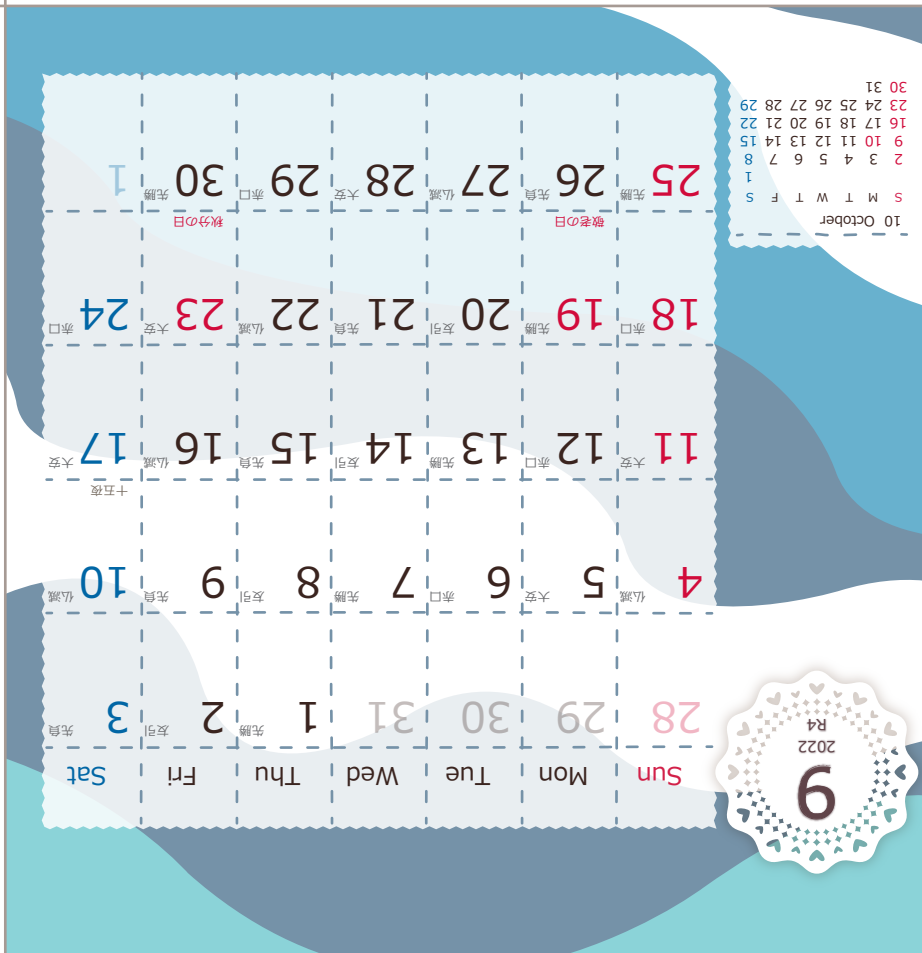 9
2022
R4
Sun Mon Tue Wed Thu Fri Sat
28 29 30 31 1 先勝 2 友引 3 先負
4 仏滅 5 大安 6 赤口 7 先勝 8 友引 9 先負 10 仏滅
十五夜
11 大安 12 赤口 13 先勝 14 友引 15 先負 16 仏滅 17 大安
18 赤口 19 先勝 20 友引 21 先負 22 仏滅 23 大安 24 赤口
敬老の日 秋分の日
25 先勝 26 先負 27 仏滅 28 大安 29 赤口 30 先勝 1
10 October
S M T W T F S
1
2 3 4 5 6 7 8
9 10 11 12 13 14 15
16 17 18 19 20 21 22
23 24 25 26 27 28 29
30 31